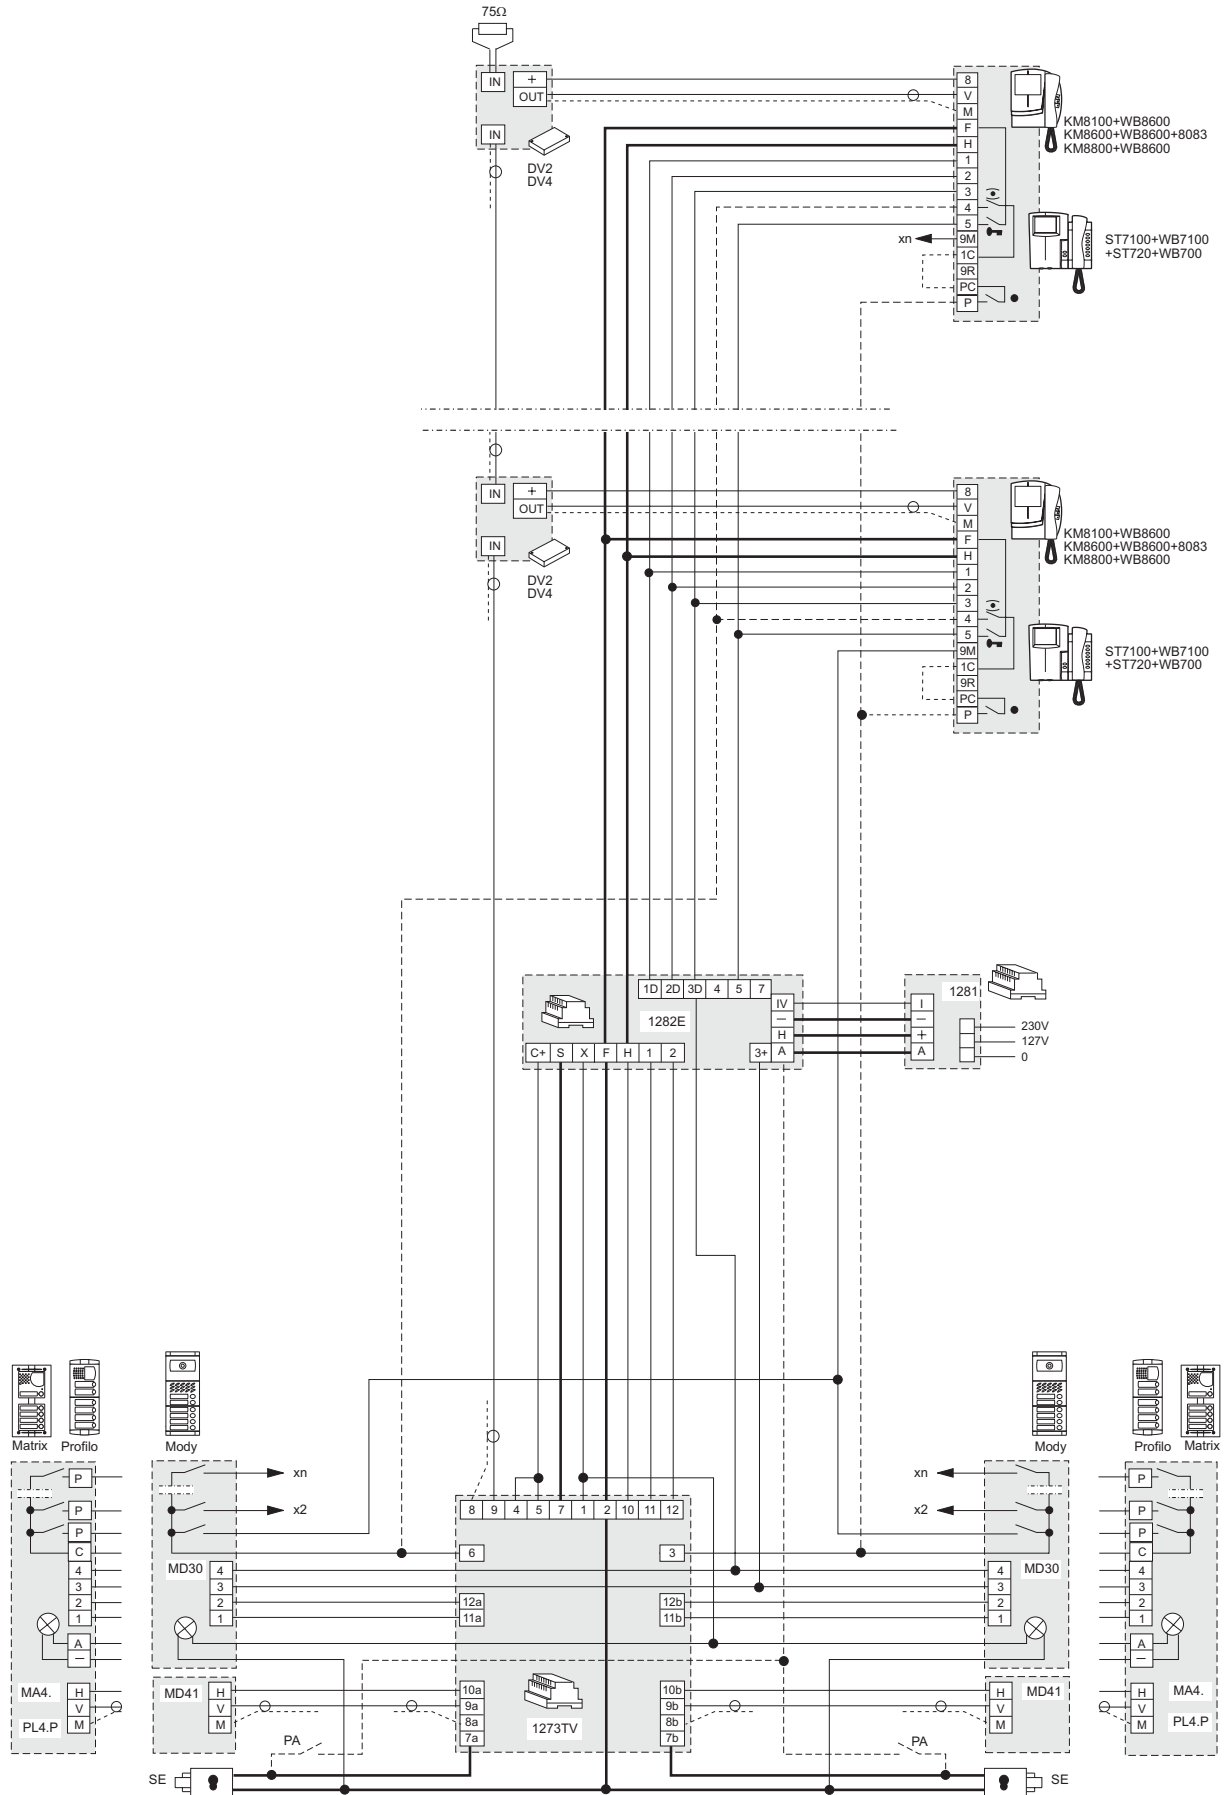 75Ω
IN + OUT
IN
DV2
DV4
8
V
M
F
H
1
2
3
4
5
9M
1C
9R
PC
P
xn
KM8100+WB8600
KM8600+WB8600+8083
KM8800+WB8600
ST7100+WB7100
+ST720+WB700
IN + OUT
IN
DV2
DV4
8
V
M
F
H
1
2
3
4
5
9M
1C
9R
PC
P
KM8100+WB8600
KM8600+WB8600+8083
KM8800+WB8600
ST7100+WB7100
+ST720+WB700
1D 2D 3D 4 5 7
1282E
IV
—
H
A
C+ S X F H 1 2 3+
1281
I
—
+
A
230V
127V
0
Matrix Profilo
Mody
Mody
Profilo Matrix
P
P
P
C
4
3
2
1
A
—
H
V
M
MA4.
PL4.P
xn
x2
MD30
4
3
2
1
MD41
H
V
M
PA
SE
8 9 4 5 7 1 2 10 11 12
6
3
12a
11a
12b
11b
10a
9a
8a
7a
1273TV
10b
9b
8b
7b
xn
x2
MD30
4
3
2
1
MD41
H
V
M
PA
SE
P
P
P
C
4
3
2
1
A
—
H
V
M
MA4.
PL4.P